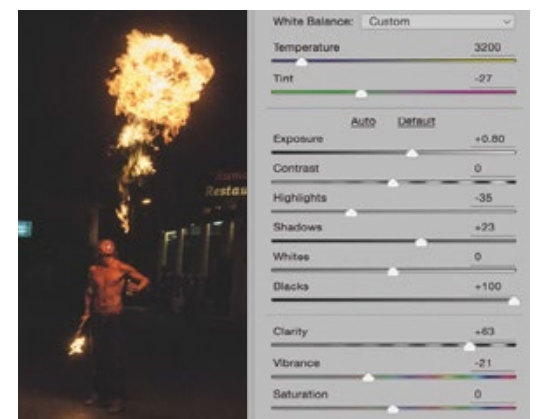 Restau
White Balance: Custom
Temperature 3200
Tint -27
Auto Default
Exposure +0.80
Contrast 0
Highlights -35
Shadows +23
Whites 0
Blacks +100
Clarity +63
Vibrance -21
Saturation 0